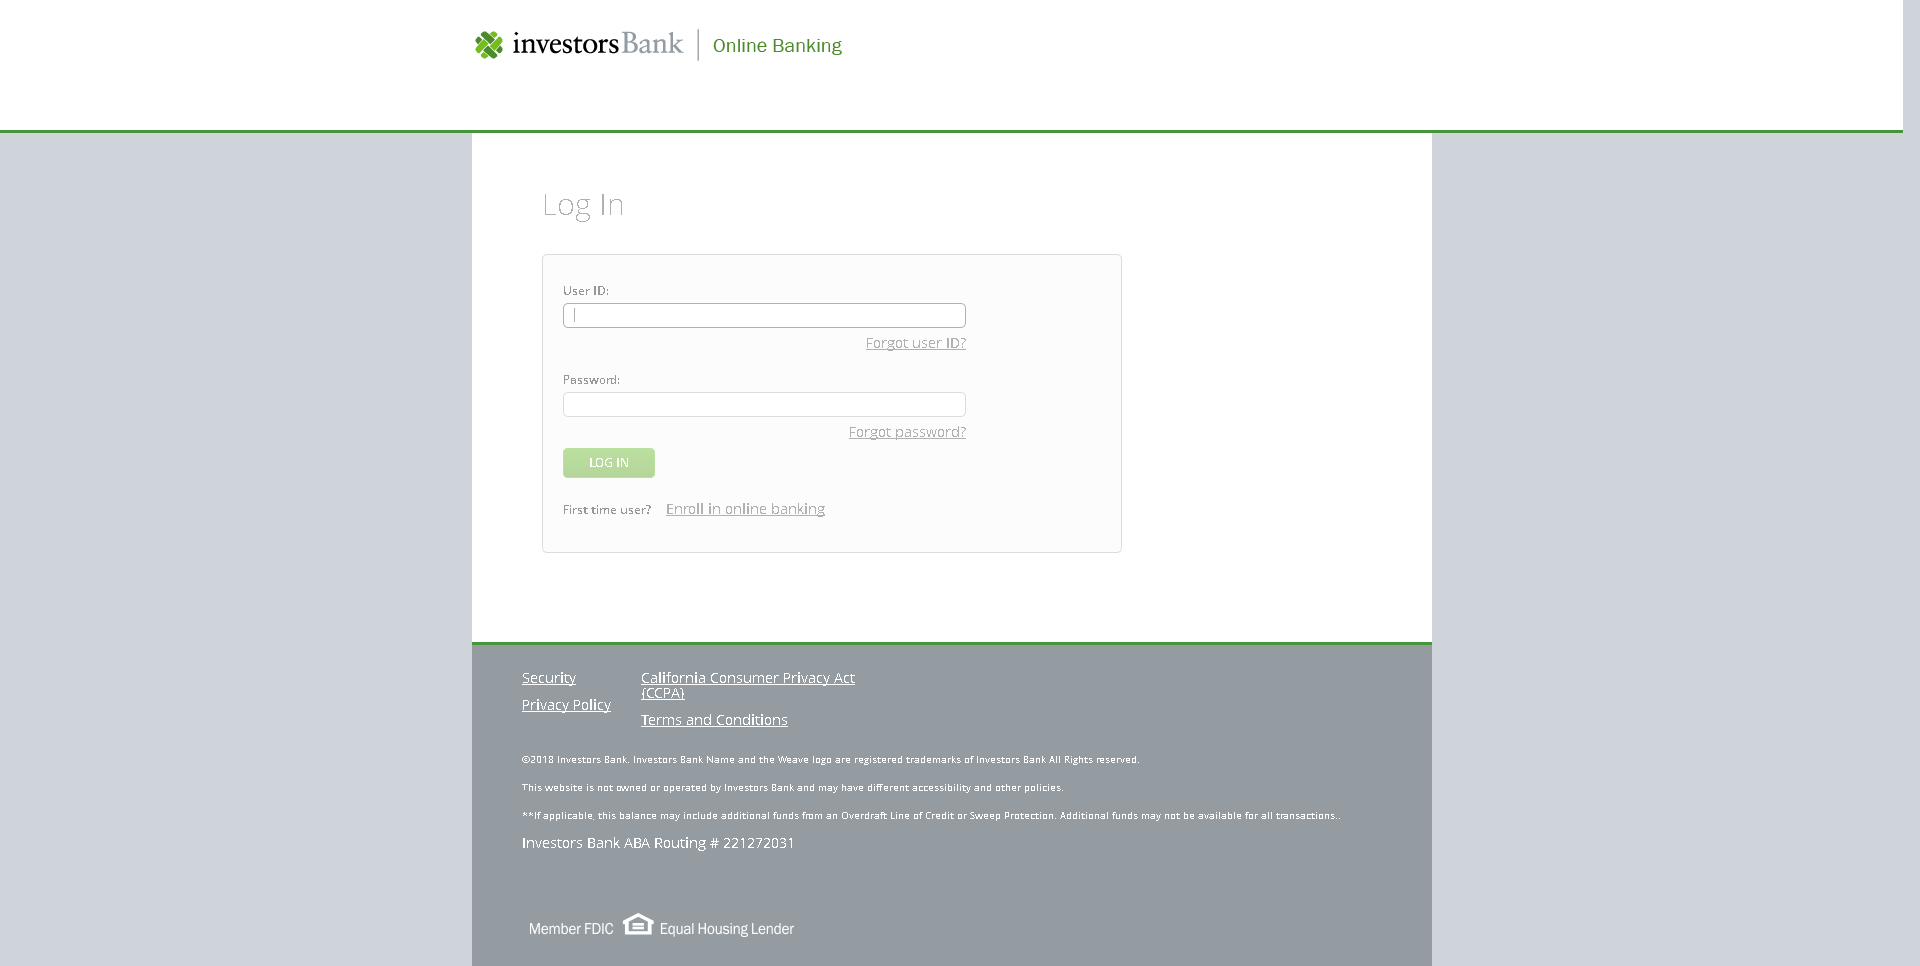 investorsBank | Online Banking
Log In
User ID:
Forgot user ID?
Password:
Forgot password?
LOG IN
First time user? Enroll in online banking
Security
Privacy Policy
California Consumer Privacy Act
(CCPA)
Terms and Conditions
©2018 Investors Bank. Investors Bank Name and the Weave logo are registered trademarks of Investors Bank All Rights reserved.
This website is not owned or operated by Investors Bank and may have different accessibility and other policies.
**If applicable, this balance may include additional funds from an Overdraft Line of Credit or Sweep Protection. Additional funds may not be available for all transactions..
Investors Bank ABA Routing # 221272031
Member FDIC Equal Housing Lender